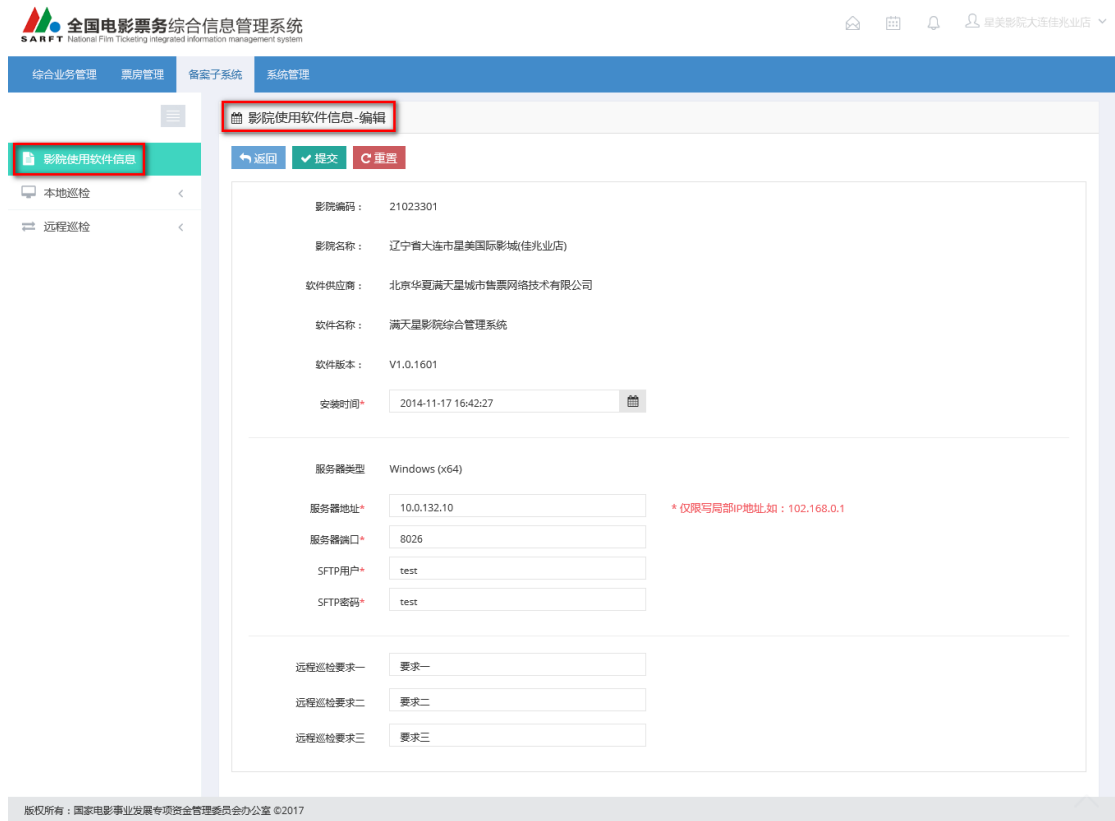 全国电影票务综合信息管理系统
SARFT National Film Ticketing integrated information management system
星美影院大连佳兆业店
综合业务管理 票房管理 备案子系统 系统管理
影院使用软件信息-编辑
影院使用软件信息
本地巡检
远程巡检
返回 提交 重置
影院编码： 21023301
影院名称： 辽宁省大连市星美国际影城(佳兆业店)
软件供应商： 北京华夏满天星城市售票网络技术有限公司
软件名称： 满天星影院综合管理系统
软件版本： V1.0.1601
安装时间* 2014-11-17 16:42:27
服务器类型 Windows (x64)
服务器地址* 10.0.132.10 * 仅限写局部IP地址,如：102.168.0.1
服务器端口* 8026
SFTP用户* test
SFTP密码* test
远程巡检要求一 要求一
远程巡检要求二 要求二
远程巡检要求三 要求三
版权所有：国家电影事业发展专项资金管理委员会办公室 ©2017